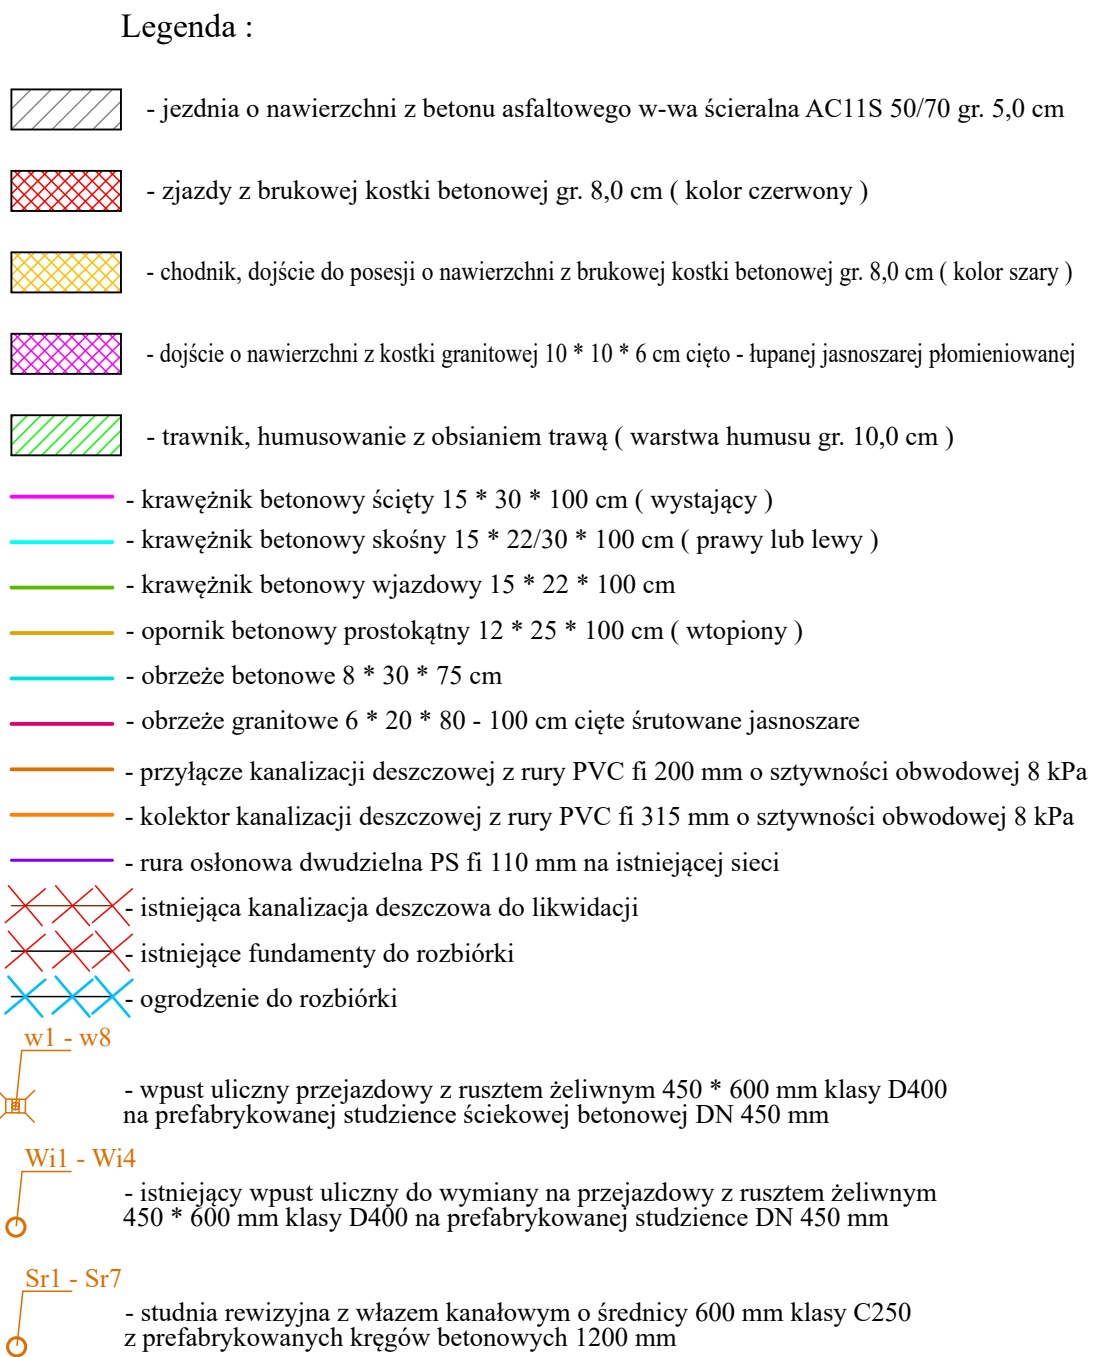 Legenda :
- jezdnia o nawierzchni z betonu asfaltowego w-wa ścieralna AC11S 50/70 gr. 5,0 cm
- zjazdy z brukowej kostki betonowej gr. 8,0 cm ( kolor czerwony )
- chodnik, dojście do posesji o nawierzchni z brukowej kostki betonowej gr. 8,0 cm ( kolor szary )
- dojście o nawierzchni z kostki granitowej 10 * 10 * 6 cm cięto - łupanej jasnoszarej płomieniowanej
- trawnik, humusowanie z obsianiem trawą ( warstwa humusu gr. 10,0 cm )
- krawężnik betonowy ścięty 15 * 30 * 100 cm ( wystający )
- krawężnik betonowy skośny 15 * 22/30 * 100 cm ( prawy lub lewy )
- krawężnik betonowy wjazdowy 15 * 22 * 100 cm
- opornik betonowy prostokątny 12 * 25 * 100 cm ( wtopiony )
- obrzeże betonowe 8 * 30 * 75 cm
- obrzeże granitowe 6 * 20 * 80 - 100 cm cięte śrutowane jasnoszare
- przyłącze kanalizacji deszczowej z rury PVC fi 200 mm o sztywności obwodowej 8 kPa
- kolektor kanalizacji deszczowej z rury PVC fi 315 mm o sztywności obwodowej 8 kPa
- rura osłonowa dwudzielna PS fi 110 mm na istniejącej sieci
- istniejąca kanalizacja deszczowa do likwidacji
- istniejące fundamenty do rozbiórki
- ogrodzenie do rozbiórki
w1 - w8
- wpust uliczny przejazdowy z rusztem żeliwnym 450 * 600 mm klasy D400
na prefabrykowanej studzience ściekowej betonowej DN 450 mm
Wi1 - Wi4
- istniejący wpust uliczny do wymiany na przejazdowy z rusztem żeliwnym
450 * 600 mm klasy D400 na prefabrykowanej studzience DN 450 mm
Sr1 - Sr7
- studnia rewizyjna z włazem kanałowym o średnicy 600 mm klasy C250
z prefabrykowanych kręgów betonowych 1200 mm